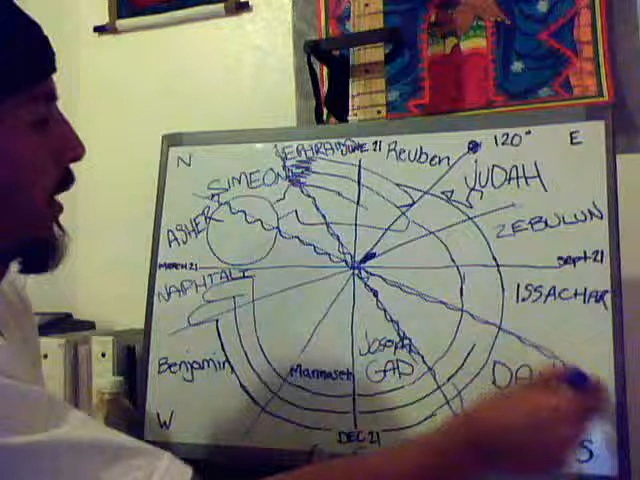 N
EPHRAIM
JUNE 21
Reuben
120°
E
SIMEON
JUDAH
ASHER
ZEBULUN
MARCH 21
Sept 21
NAPHTALI
ISSACHAR
Joseph
Benjamin
Mannaseh
GAD
DAN
W
DEC 21
S